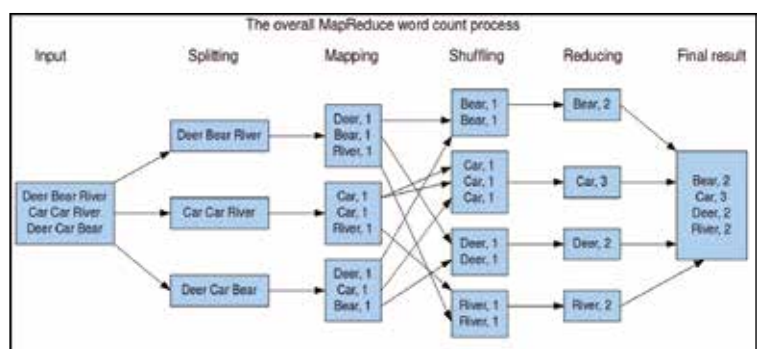 The overall MapReduce word count process
Input
Splitting
Mapping
Shuffling
Reducing
Final result
Deer Bear River
Car Car River
Deer Car Bear
Deer Bear River
Car Car River
Deer Car Bear
Deer, 1
Bear, 1
River, 1
Car, 1
Car, 1
River, 1
Deer, 1
Car, 1
Bear, 1
Bear, 1
Bear, 1
Car, 1
Car, 1
Car, 1
Deer, 1
Deer, 1
River, 1
River, 1
Bear, 2
Car, 3
Deer, 2
River, 2
Bear, 2
Car, 3
Deer, 2
River, 2